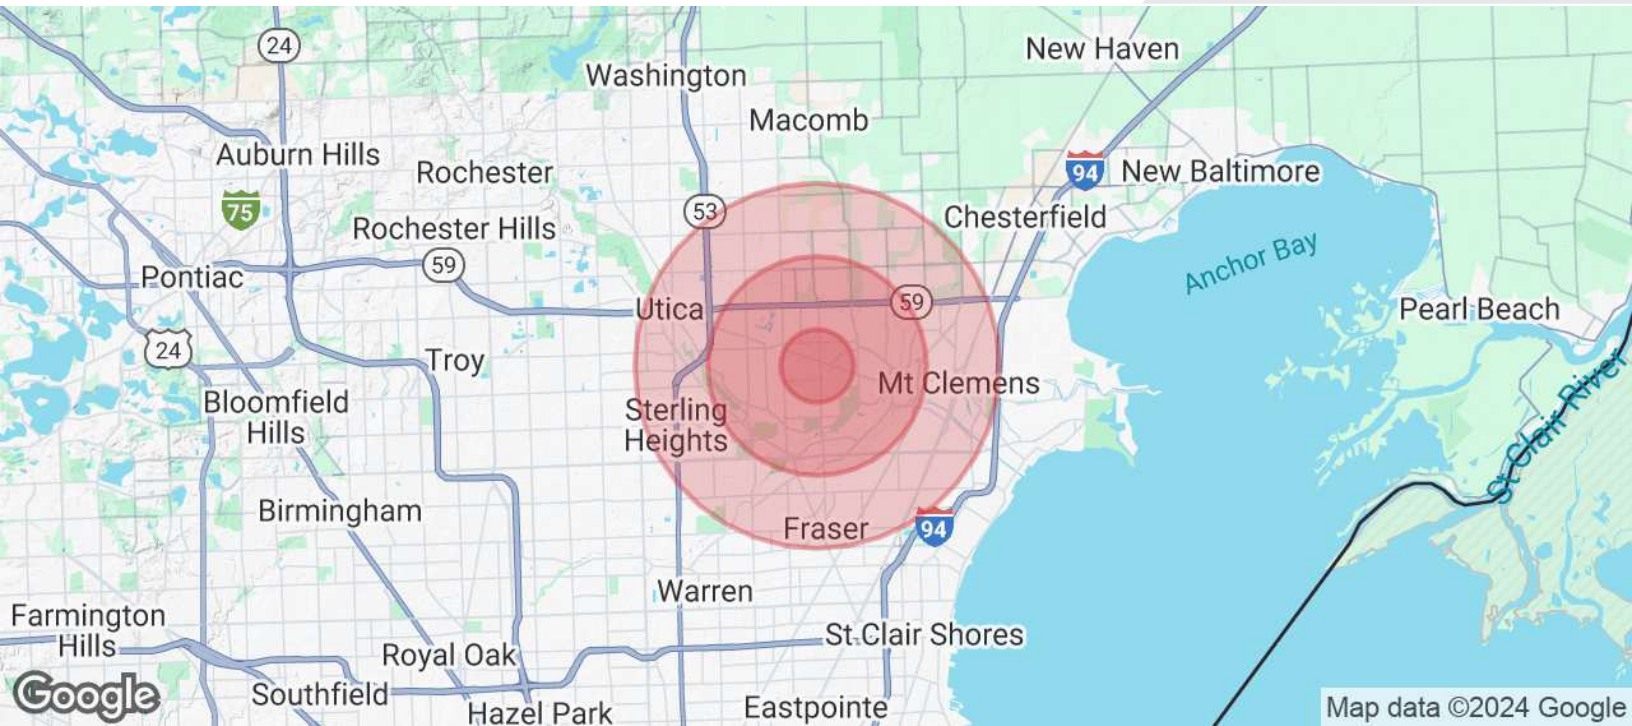 24
New Haven
Washington
Macomb
Auburn Hills
Rochester
94
New Baltimore
75
53
Chesterfield
Rochester Hills
59
Anchor Bay
Pontiac
Utica
59
Pearl Beach
24
Troy
Mt Clemens
Bloomfield
Hills
Sterling
Heights
St Clair River
Birmingham
Fraser
94
Warren
Farmington
Hills
St Clair Shores
Royal Oak
Southfield
Google
Hazel Park
Eastpointe
Map data ©2024 Google